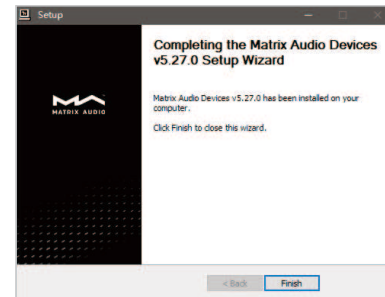 Setup
Completing the Matrix Audio Devices
v5.27.0 Setup Wizard
MATRIX AUDIO
Matrix Audio Devices v5.27.0 has been installed on your
computer.
Click Finish to close this wizard.
< Back
Finish